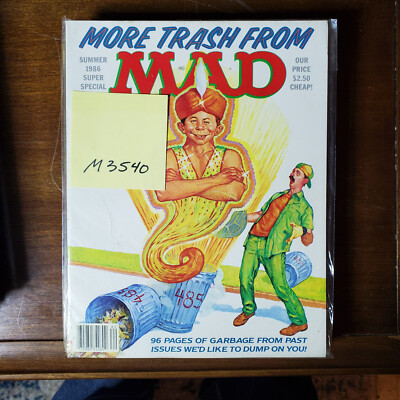 MORE TRASH FROM
MAD
SUMMER
1986
SUPER
SPECIAL
OUR
PRICE
$2.50
CHEAP!
M3540
485
485
96 PAGES OF GARBAGE FROM PAST
ISSUES WE'D LIKE TO DUMP ON YOU!